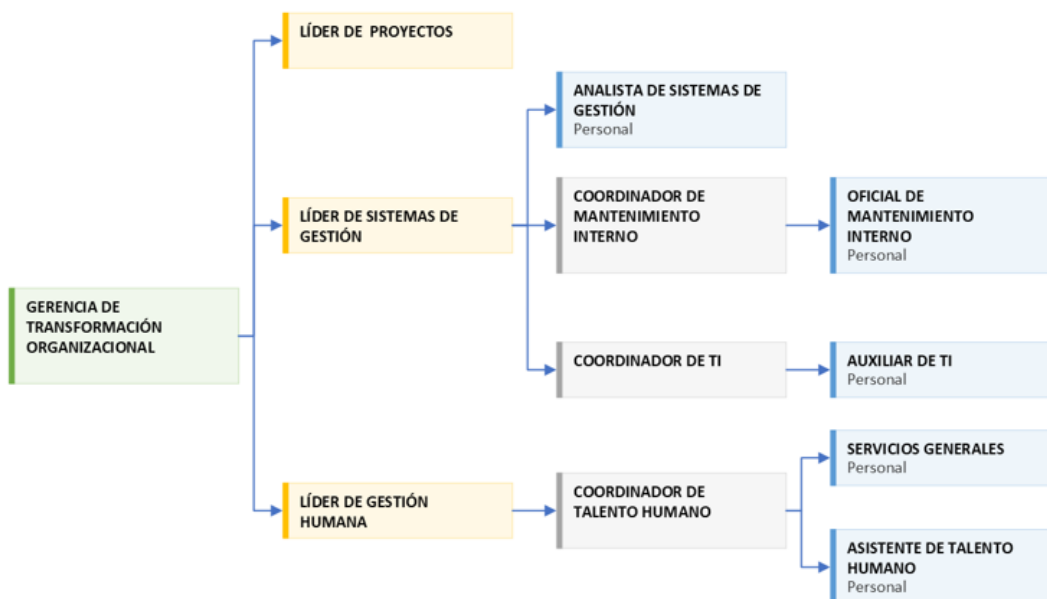 LÍDER DE PROYECTOS
ANALISTA DE SISTEMAS DE
GESTIÓN
Personal
LÍDER DE SISTEMAS DE
GESTIÓN
COORDINADOR DE
MANTENIMIENTO
INTERNO
OFICIAL DE
MANTENIMIENTO
INTERNO
Personal
GERENCIA DE
TRANSFORMACIÓN
ORGANIZACIONAL
COORDINADOR DE TI
AUXILIAR DE TI
Personal
LÍDER DE GESTIÓN
HUMANA
COORDINADOR DE
TALENTO HUMANO
SERVICIOS GENERALES
Personal
ASISTENTE DE TALENTO
HUMANO
Personal